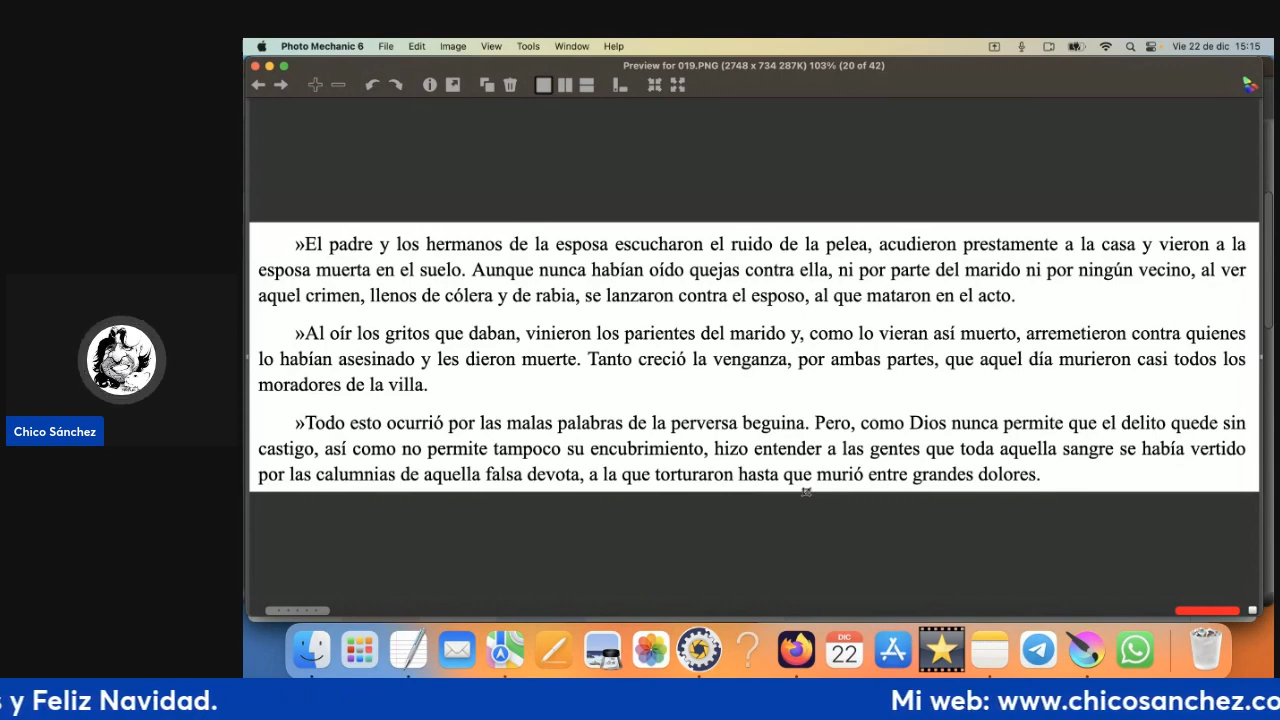 Photo Mechanic 6 File Edit Image View Tools Window Help Vie 22 de dic 15:15
Preview for 019.PNG (2748 x 734 287K) 103% (20 of 42)
»El padre y los hermanos de la esposa escucharon el ruido de la pelea, acudieron prestamente a la casa y vieron a la
esposa muerta en el suelo. Aunque nunca habían oído quejas contra ella, ni por parte del marido ni por ningún vecino, al ver
aquel crimen, llenos de cólera y de rabia, se lanzaron contra el esposo, al que mataron en el acto.
»Al oír los gritos que daban, vinieron los parientes del marido y, como lo vieran así muerto, arremetieron contra quienes
lo habían asesinado y les dieron muerte. Tanto creció la venganza, por ambas partes, que aquel día murieron casi todos los
moradores de la villa.
»Todo esto ocurrió por las malas palabras de la perversa beguina. Pero, como Dios nunca permite que el delito quede sin
castigo, así como no permite tampoco su encubrimiento, hizo entender a las gentes que toda aquella sangre se había vertido
por las calumnias de aquella falsa devota, a la que torturaron hasta que murió entre grandes dolores.
Chico Sánchez
DIC
22
s y Feliz Navidad.
Mi web: www.chicosanchez.co